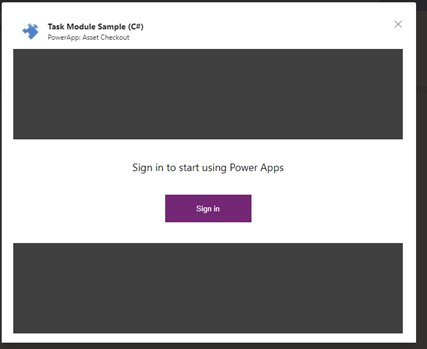 Task Module Sample (C#)
PowerApp: Asset Checkout
Sign in to start using Power Apps
Sign in